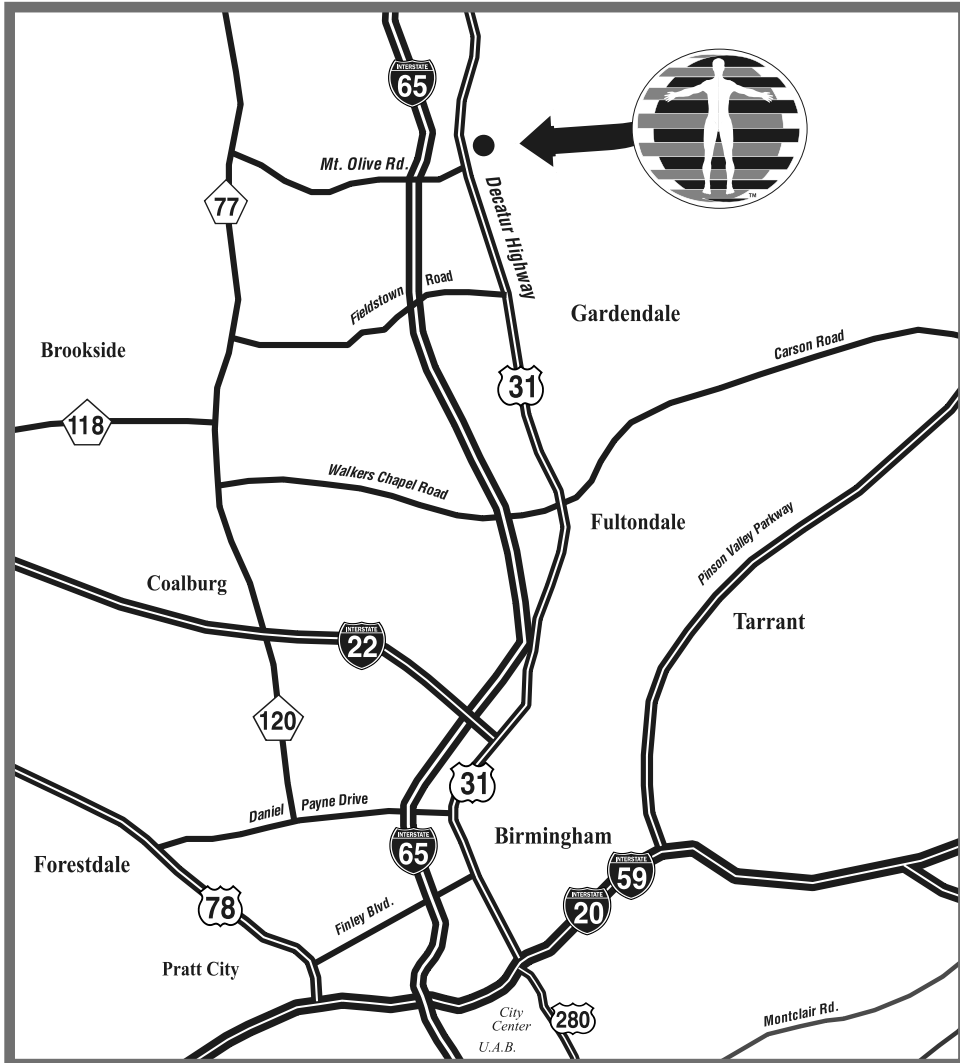 INTERSTATE
65
Mt. Olive Rd.
TM
77
Decatur Highway
Fieldstown Road
Gardendale
Brookside
Carson Road
31
118
Walkers Chapel Road
Fultondale
Pinson Valley Parkway
Coalburg
Tarrant
INTERSTATE
22
120
31
Daniel Payne Drive
Birmingham
INTERSTATE
65
Forestdale
INTERSTATE
59
78
INTERSTATE
20
Finley Blvd.
Pratt City
City
Center
280
Montclair Rd.
U.A.B.